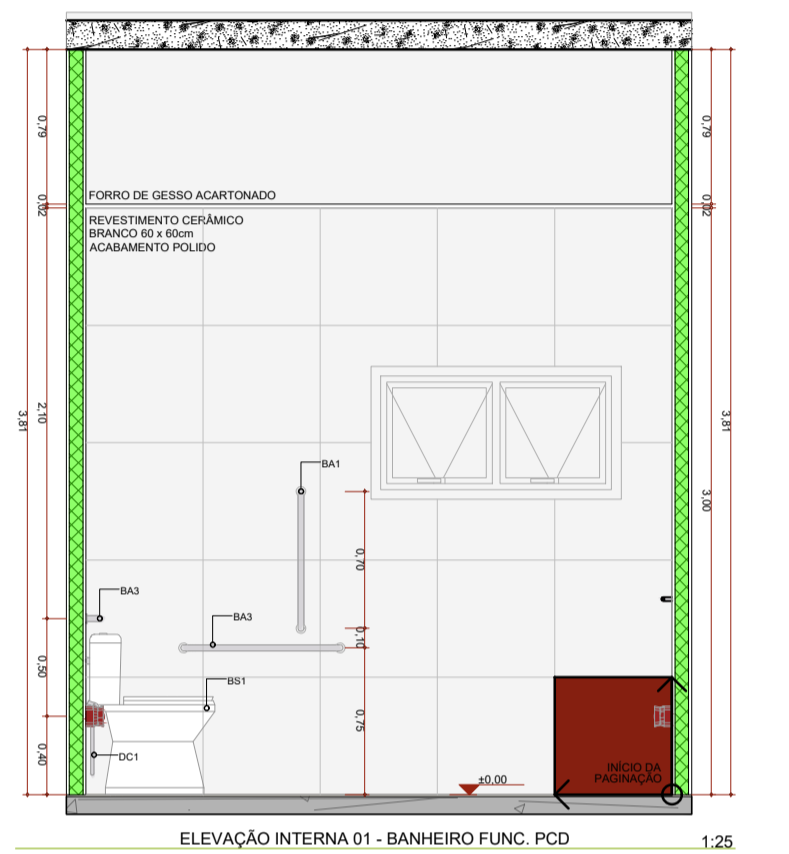 0,79
0,79
FORRO DE GESSO ACARTONADO
0,02
0,02
REVESTIMENTO CERÂMICO
BRANCO 60 x 60cm
ACABAMENTO POLIDO
3,81
2,10
3,81
BA1
3,00
0,70
BA3
BA3
0,10
0,50
BS1
0,75
0,40
DC1
INÍCIO DA
PAGINAÇÃO
±0,00
ELEVAÇÃO INTERNA 01 - BANHEIRO FUNC. PCD
1:25